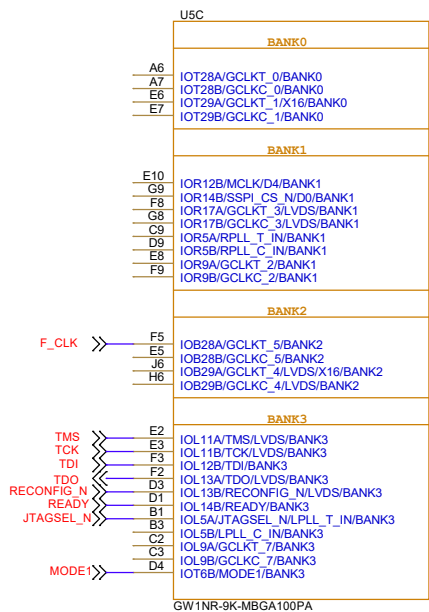 U5C
BANK0
A6 IOT28A/GCLKT_0/BANK0
A7 IOT28B/GCLKC_0/BANK0
E6 IOT29A/GCLKT_1/X16/BANK0
E7 IOT29B/GCLKC_1/BANK0
BANK1
E10 IOR12B/MCLK/D4/BANK1
G9 IOR14B/SSPI_CS_N/D0/BANK1
F8 IOR17A/GCLKT_3/LVDS/BANK1
G8 IOR17B/GCLKC_3/LVDS/BANK1
C9 IOR5A/RPLL_T_IN/BANK1
D9 IOR5B/RPLL_C_IN/BANK1
E8 IOR9A/GCLKT_2/BANK1
F9 IOR9B/GCLKC_2/BANK1
BANK2
F_CLK F5 IOB28A/GCLKT_5/BANK2
E5 IOB28B/GCLKC_5/BANK2
J6 IOB29A/GCLKT_4/LVDS/X16/BANK2
H6 IOB29B/GCLKC_4/LVDS/BANK2
BANK3
TMS E2 IOL11A/TMS/LVDS/BANK3
TCK E3 IOL11B/TCK/LVDS/BANK3
TDI F3 IOL12B/TDI/BANK3
TDO F2 IOL13A/TDO/LVDS/BANK3
RECONFIG_N D3 IOL13B/RECONFIG_N/LVDS/BANK3
READY D1 IOL14B/READY/BANK3
JTAGSEL_N B1 IOL5A/JTAGSEL_N/LPLL_T_IN/BANK3
B3 IOL5B/LPLL_C_IN/BANK3
C2 IOL9A/GCLKT_7/BANK3
C3 IOL9B/GCLKC_7/BANK3
MODE1 D4 IOT6B/MODE1/BANK3
GW1NR-9K-MBGA100PA